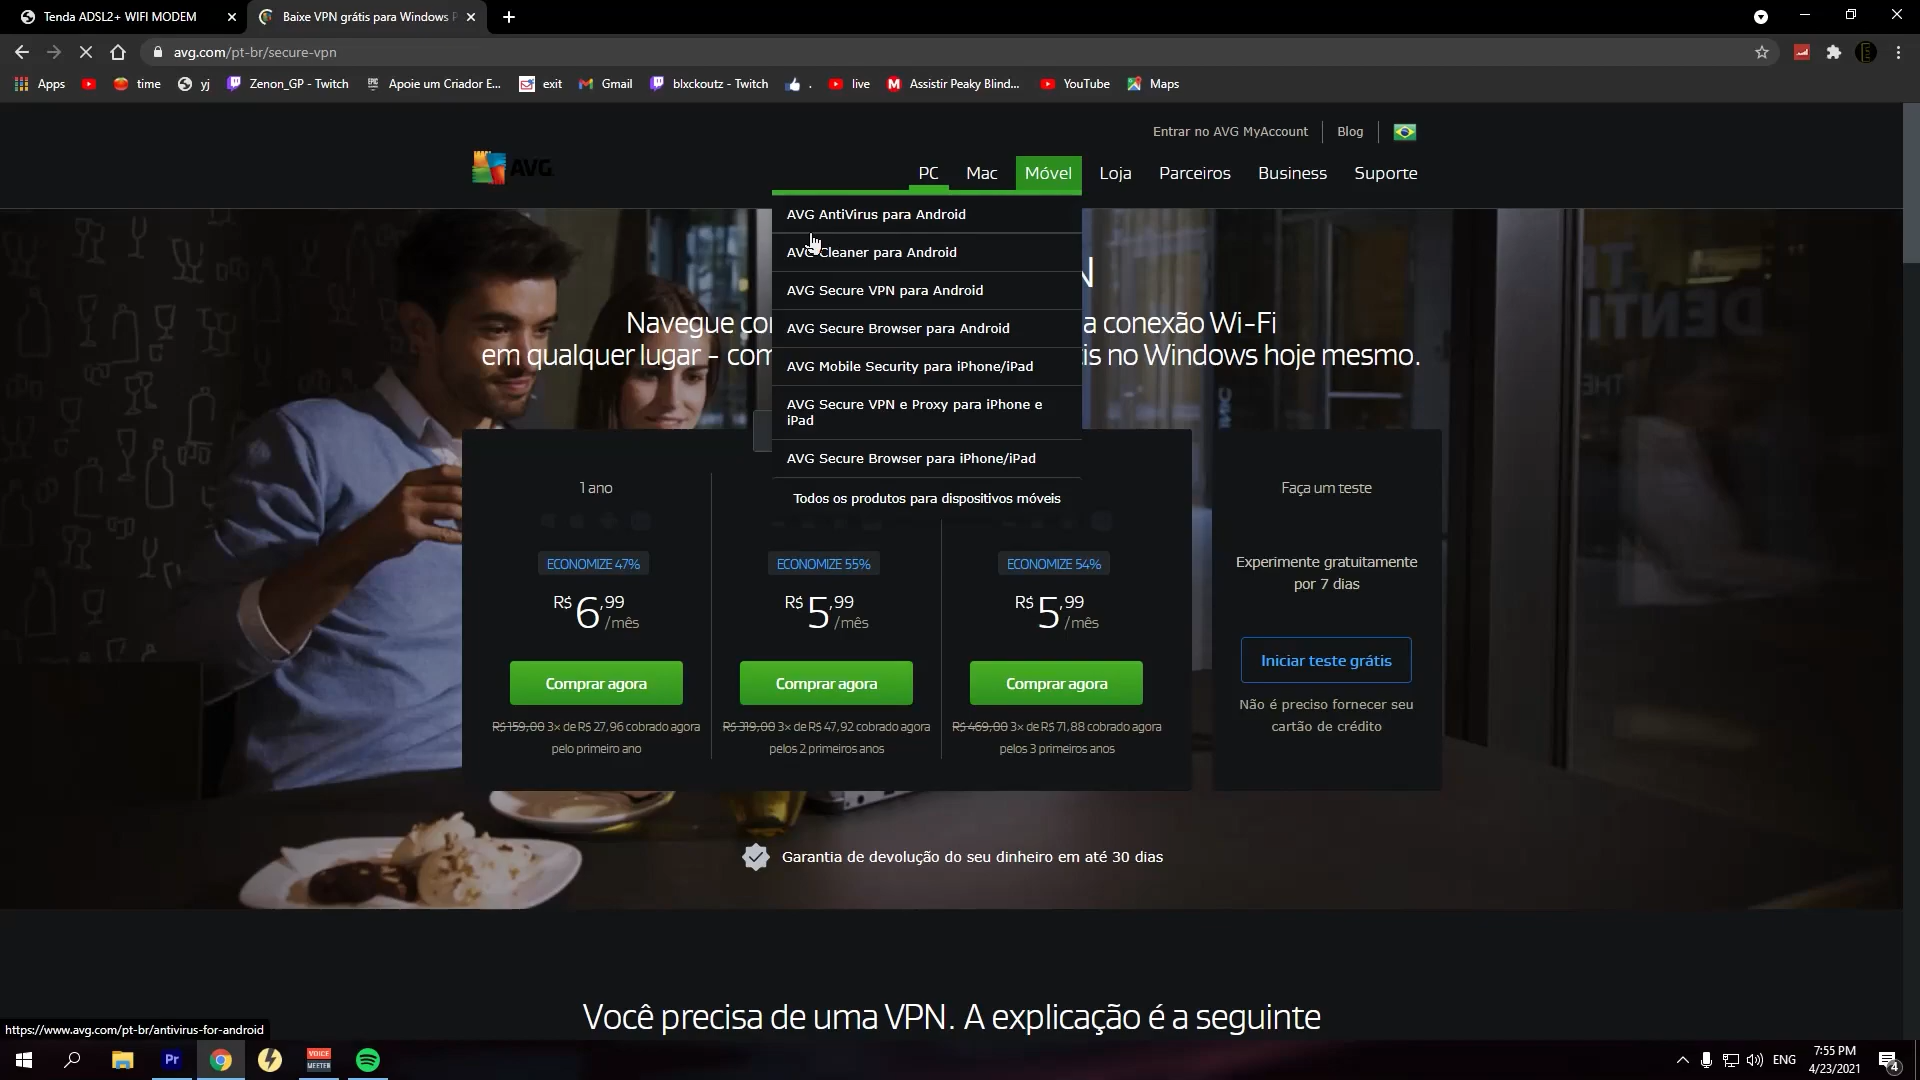 Tenda ADSL2+ WIFI MODEM
Baixe VPN grátis para Windows P
avg.com/pt-br/secure-vpn
Apps
time
yj
Zenon_GP - Twitch
Apoie um Criador E...
exit
Gmail
blxckoutz - Twitch
.
live
Assistir Peaky Blind...
YouTube
Maps
Entrar no AVG MyAccount
Blog
AVG
PC
Mac
Móvel
Loja
Parceiros
Business
Suporte
AVG AntiVirus para Android
AVG Cleaner para Android
AVG Secure VPN para Android
AVG Secure Browser para Android
AVG Mobile Security para iPhone/iPad
AVG Secure VPN e Proxy para iPhone e
iPad
AVG Secure Browser para iPhone/iPad
Todos os produtos para dispositivos móveis
N
Navegue co
a conexão Wi-Fi
em qualquer lugar - com
is no Windows hoje mesmo.
1 ano
ECONOMIZE 47%
R$ 6,99
/mês
Comprar agora
R$ 159,00 3× de R$ 27,96 cobrado agora
pelo primeiro ano
ECONOMIZE 55%
R$ 5,99
/mês
Comprar agora
R$ 319,00 3× de R$ 47,92 cobrado agora
pelos 2 primeiros anos
ECONOMIZE 54%
R$ 5,99
/mês
Comprar agora
R$ 469,00 3× de R$ 71,88 cobrado agora
pelos 3 primeiros anos
Faça um teste
Experimente gratuitamente
por 7 dias
Iniciar teste grátis
Não é preciso fornecer seu
cartão de crédito
Garantia de devolução do seu dinheiro em até 30 dias
Você precisa de uma VPN. A explicação é a seguinte
https://www.avg.com/pt-br/antivirus-for-android
Pr
VOICE
MEETER
ENG
7:55 PM
4/23/2021
4